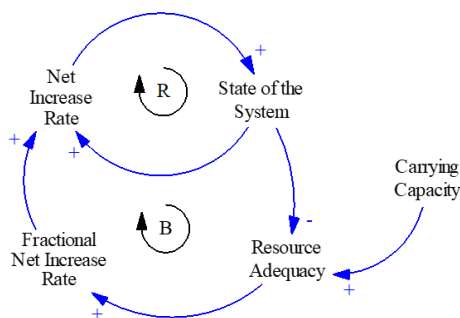 +
Net
Increase
Rate
R
State of the
System
+
+
Carrying
Capacity
B
-
Fractional
Net Increase
Rate
Resource
Adequacy
+
+